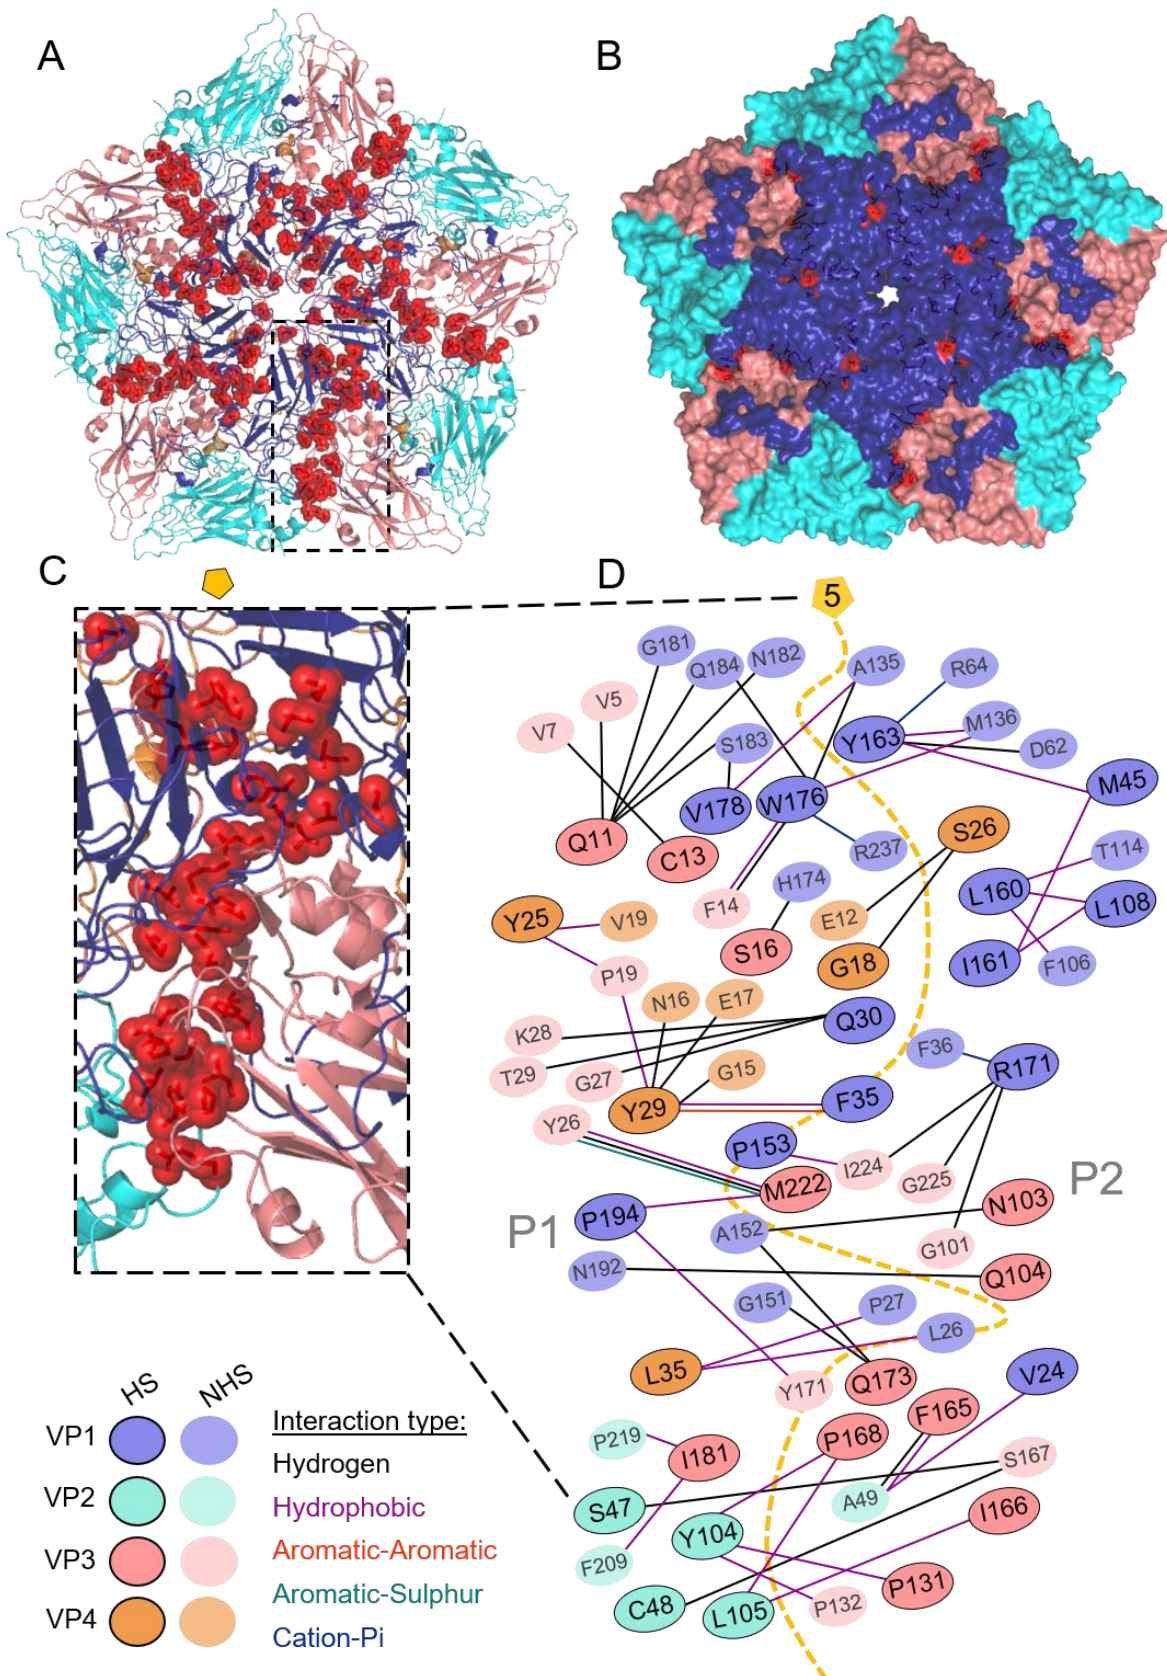 A
B
C
D
5
G181
Q184
N182
A135
R64
V5
V7
S183
Y163
M136
D62
M45
V178
W176
Q11
C13
R237
S26
T114
H174
L160
L108
F14
E12
Y25
V19
S16
G18
I161
F106
P19
N16
E17
Q30
K28
F36
T29
G27
G15
R171
Y29
F35
Y26
P153
I224
G225
M222
P2
N103
P194
P1
A152
G101
N192
Q104
G151
P27
L26
L35
Y171
Q173
V24
P219
P168
F165
I181
S167
S47
A49
I166
Y104
F209
P131
C48
L105
P132
HS
NHS
VP1
VP2
VP3
VP4
Interaction type:
Hydrogen
Hydrophobic
Aromatic-Aromatic
Aromatic-Sulphur
Cation-Pi